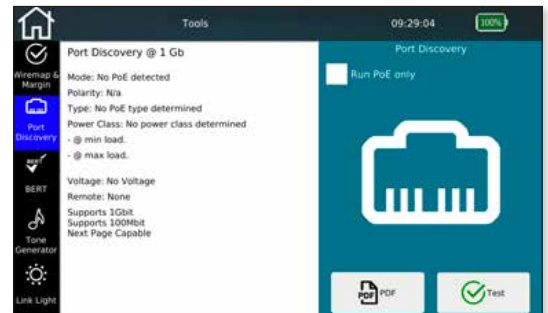 Tools
09:29:04
100%
Wiremap &
Margin
Port
Discovery
BERT
BERT
Tone
Generator
Link Light
Port Discovery @ 1 Gb
Mode: No PoE detected
Polarity: N/a
Type: No PoE type determined
Power Class: No power class determined
- @ min load.
- @ max load.
Voltage: No Voltage
Remote: None
Supports 1Gbit
Supports 100Mbit
Next Page Capable
Port Discovery
Run PoE only
PDF PDF
Test